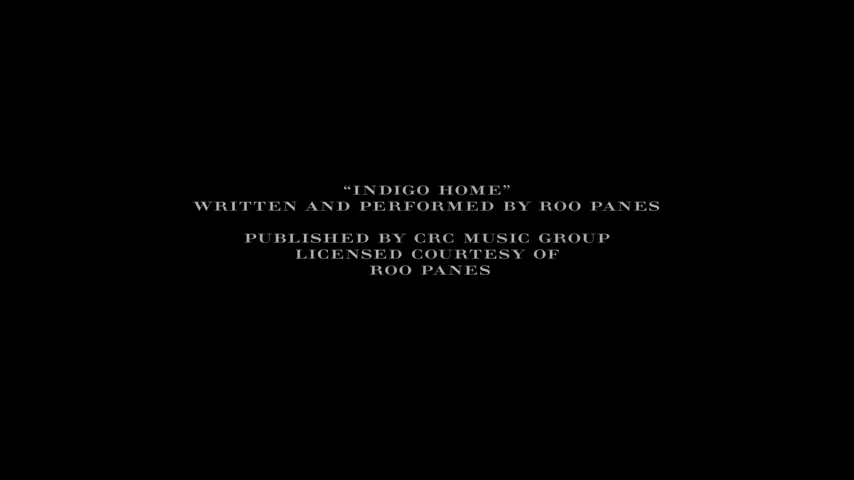 “INDIGO HOME”
WRITTEN AND PERFORMED BY ROO PANES
PUBLISHED BY CRC MUSIC GROUP
LICENSED COURTESY OF
ROO PANES